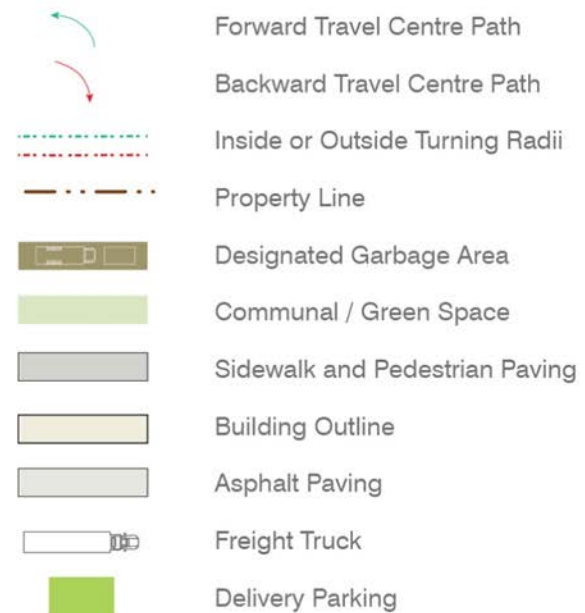 Forward Travel Centre Path
Backward Travel Centre Path
Inside or Outside Turning Radii
Property Line
Designated Garbage Area
Communal / Green Space
Sidewalk and Pedestrian Paving
Building Outline
Asphalt Paving
Freight Truck
Delivery Parking